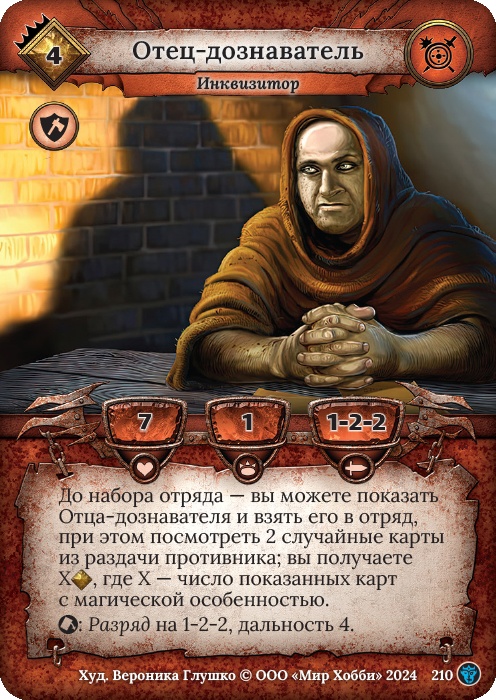 4
Отец-дознаватель
Инквизитор
7
1
1-2-2
До набора отряда — вы можете показать
Отца-дознавателя и взять его в отряд,
при этом посмотреть 2 случайные карты
из раздачи противника; вы получаете
X, где X — число показанных карт
с магической особенностью.
: Разряд на 1-2-2, дальность 4.
Худ. Вероника Глушко © ООО «Мир Хобби» 2024 210